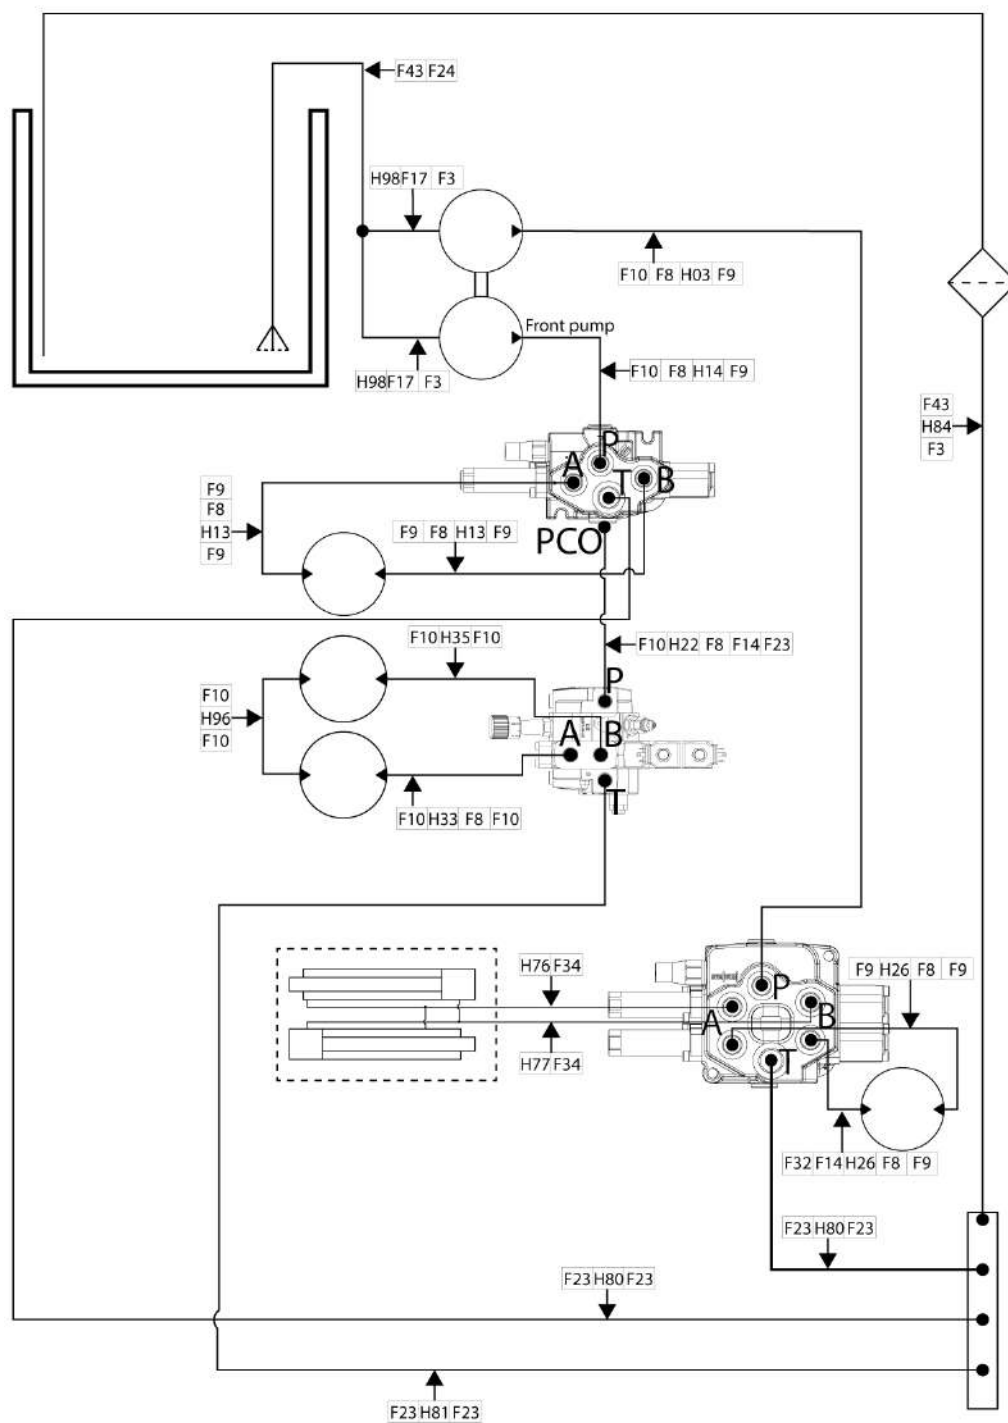 F43 F24
H98 F17 F3
F10 F8 H03 F9
Front pump
H98 F17 F3
F10 F8 H14 F9
F43
H84
F3
P
A
T
B
F9
F8
H13
F9
F9 F8 H13 F9
PCO
F10 H35 F10
F10 H22 F8 F14 F23
P
F10
H96
F10
A
B
T
F10 H33 F8 F10
H76 F34
F9 H26 F8 F9
P
A
B
T
H77 F34
F32 F14 H26 F8 F9
F23 H80 F23
F23 H80 F23
F23 H81 F23